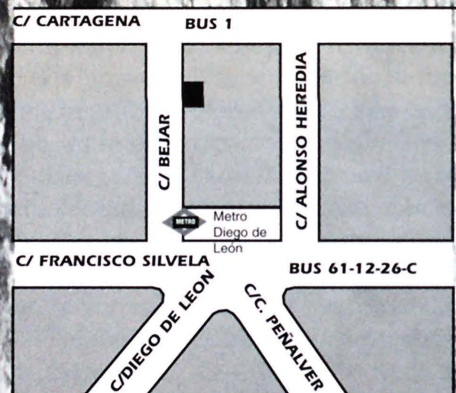 C/ CARTAGENA BUS 1
C/ BEJAR
C/ ALONSO HEREDIA
METRO
Metro
Diego de
León
C/ FRANCISCO SILVELA
BUS 61-12-26-C
C/DIEGO DE LEON
C/C. PEÑALVER